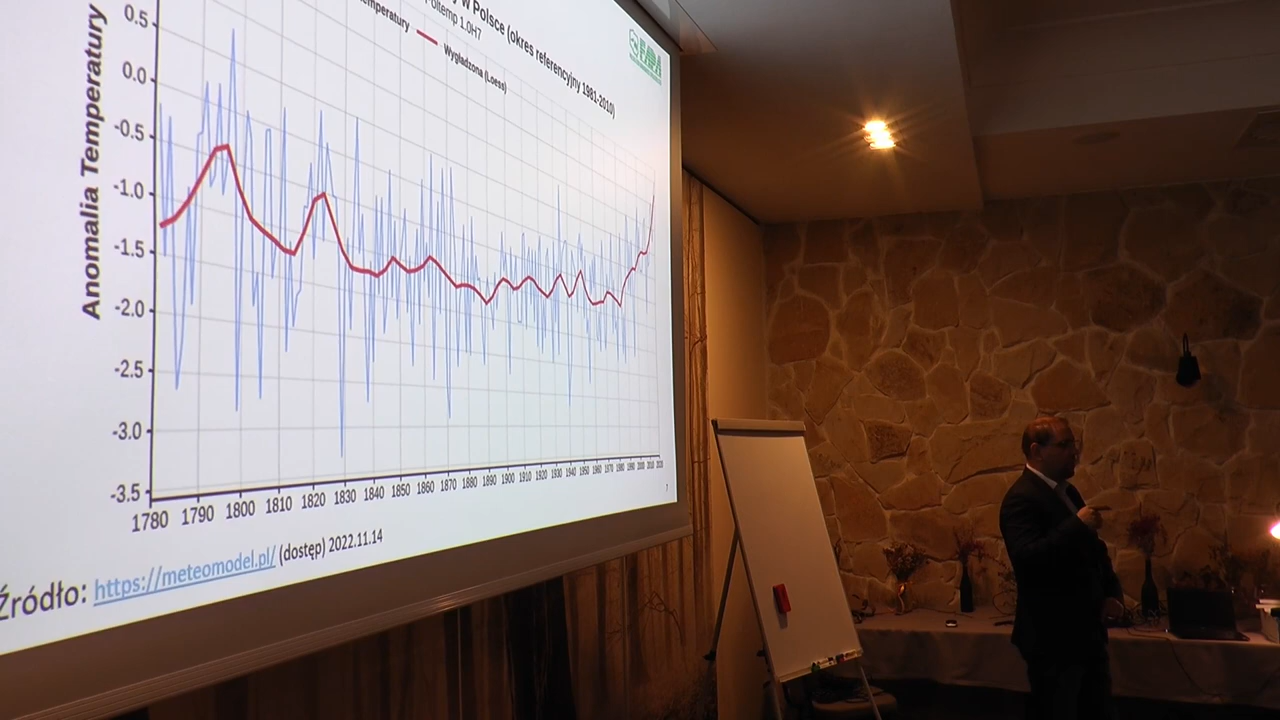 w Polsce (okres referencyjny 1981-2010)
1.0H7
Wygładzona (Loess)
Anomalia Temperatury
0.5
0.0
-0.5
-1.0
-1.5
-2.0
-2.5
-3.0
-3.5
1780 1790 1800 1810 1820 1830 1840 1850 1860 1870 1880 1890 1900 1910 1920 1930 1940 1950 1960 1970 1980 1990 2000 2010 2020
Źródło: https://meteomodel.pl/ (dostęp) 2022.11.14